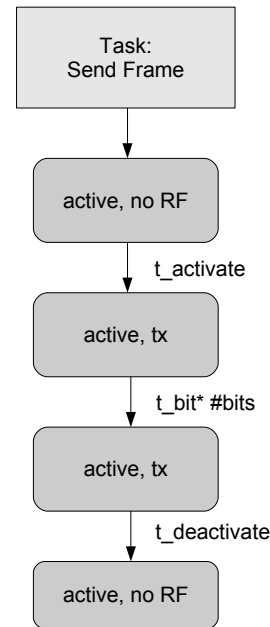 Task:
Send Frame
active, no RF
t_activate
active, tx
t_bit* #bits
active, tx
t_deactivate
active, no RF